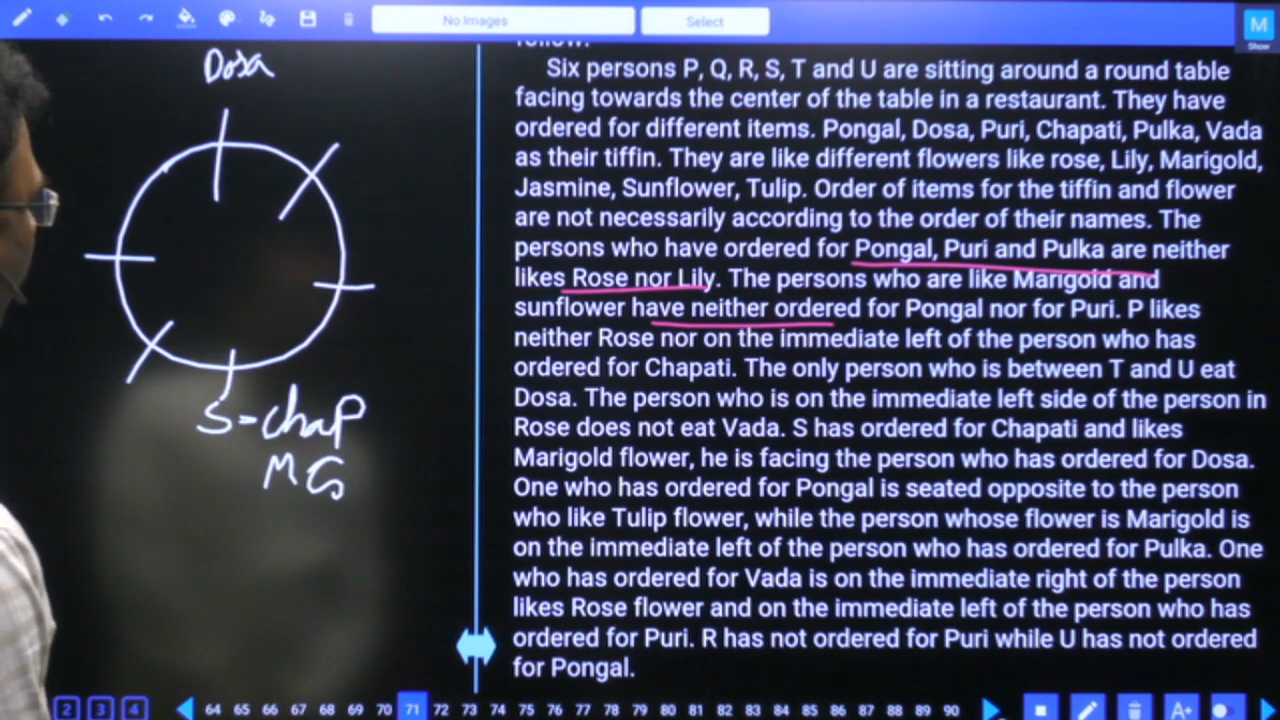 No Images
Select
M
Show
follow.
Dosa
Six persons P, Q, R, S, T and U are sitting around a round table
facing towards the center of the table in a restaurant. They have
ordered for different items. Pongal, Dosa, Puri, Chapati, Pulka, Vada
as their tiffin. They are like different flowers like rose, Lily, Marigold,
Jasmine, Sunflower, Tulip. Order of items for the tiffin and flower
are not necessarily according to the order of their names. The
persons who have ordered for Pongal, Puri and Pulka are neither
likes Rose nor Lily. The persons who are like Marigold and
sunflower have neither ordered for Pongal nor for Puri. P likes
neither Rose nor on the immediate left of the person who has
ordered for Chapati. The only person who is between T and U eat
Dosa. The person who is on the immediate left side of the person in
Rose does not eat Vada. S has ordered for Chapati and likes
Marigold flower, he is facing the person who has ordered for Dosa.
One who has ordered for Pongal is seated opposite to the person
who like Tulip flower, while the person whose flower is Marigold is
on the immediate left of the person who has ordered for Pulka. One
who has ordered for Vada is on the immediate right of the person
likes Rose flower and on the immediate left of the person who has
ordered for Puri. R has not ordered for Puri while U has not ordered
for Pongal.
S=ChaP
MG
2 3 4 64 65 66 67 68 69 70 71 72 73 74 75 76 77 78 79 80 81 82 83 84 85 86 87 88 89 90 A+